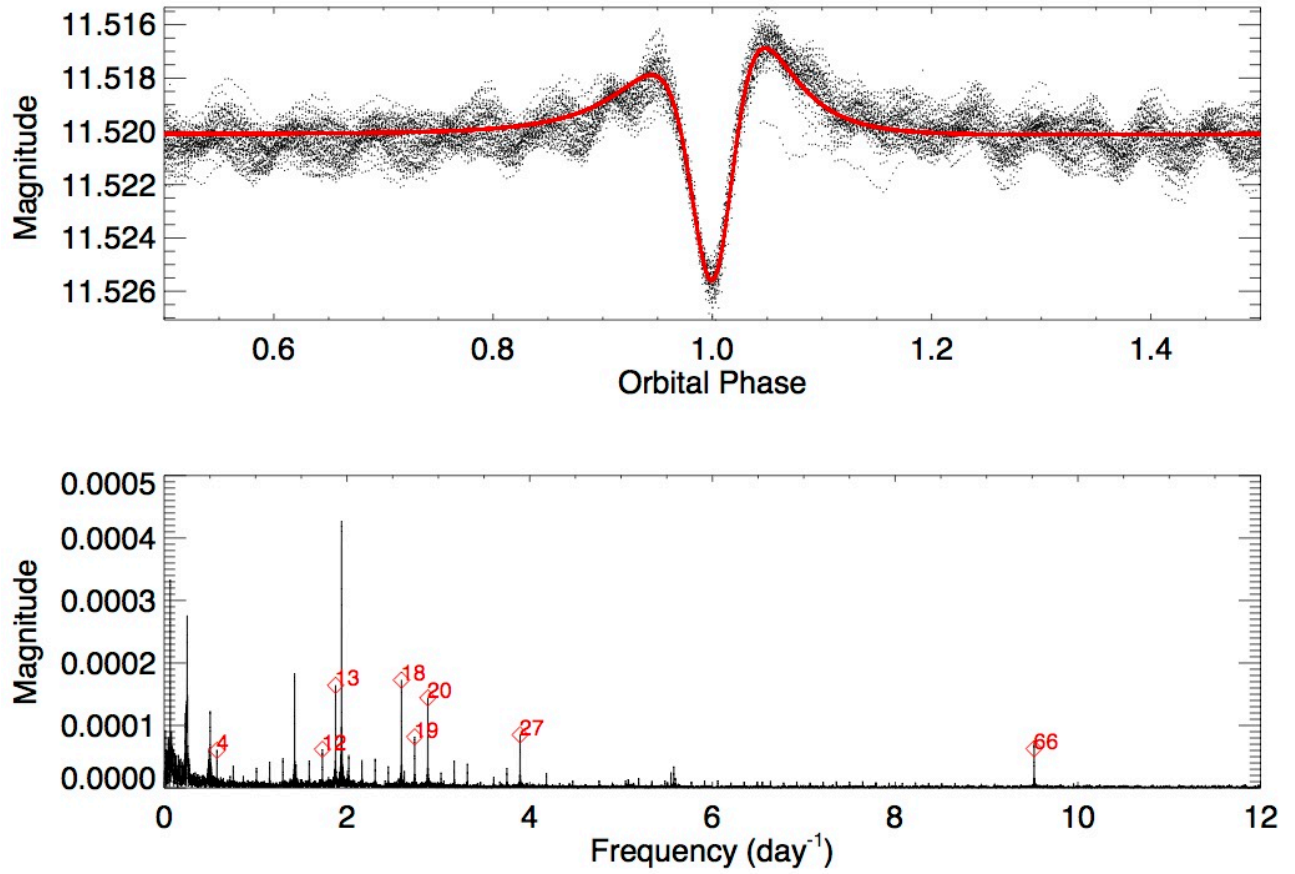 11.516
11.518
11.520
11.522
11.524
11.526
Magnitude
0.6 0.8 1.0 1.2 1.4
Orbital Phase
0.0005
0.0004
0.0003
0.0002
0.0001
0.0000
Magnitude
4 12 13 18 19 20 27 66
0 2 4 6 8 10 12
Frequency (day-1)